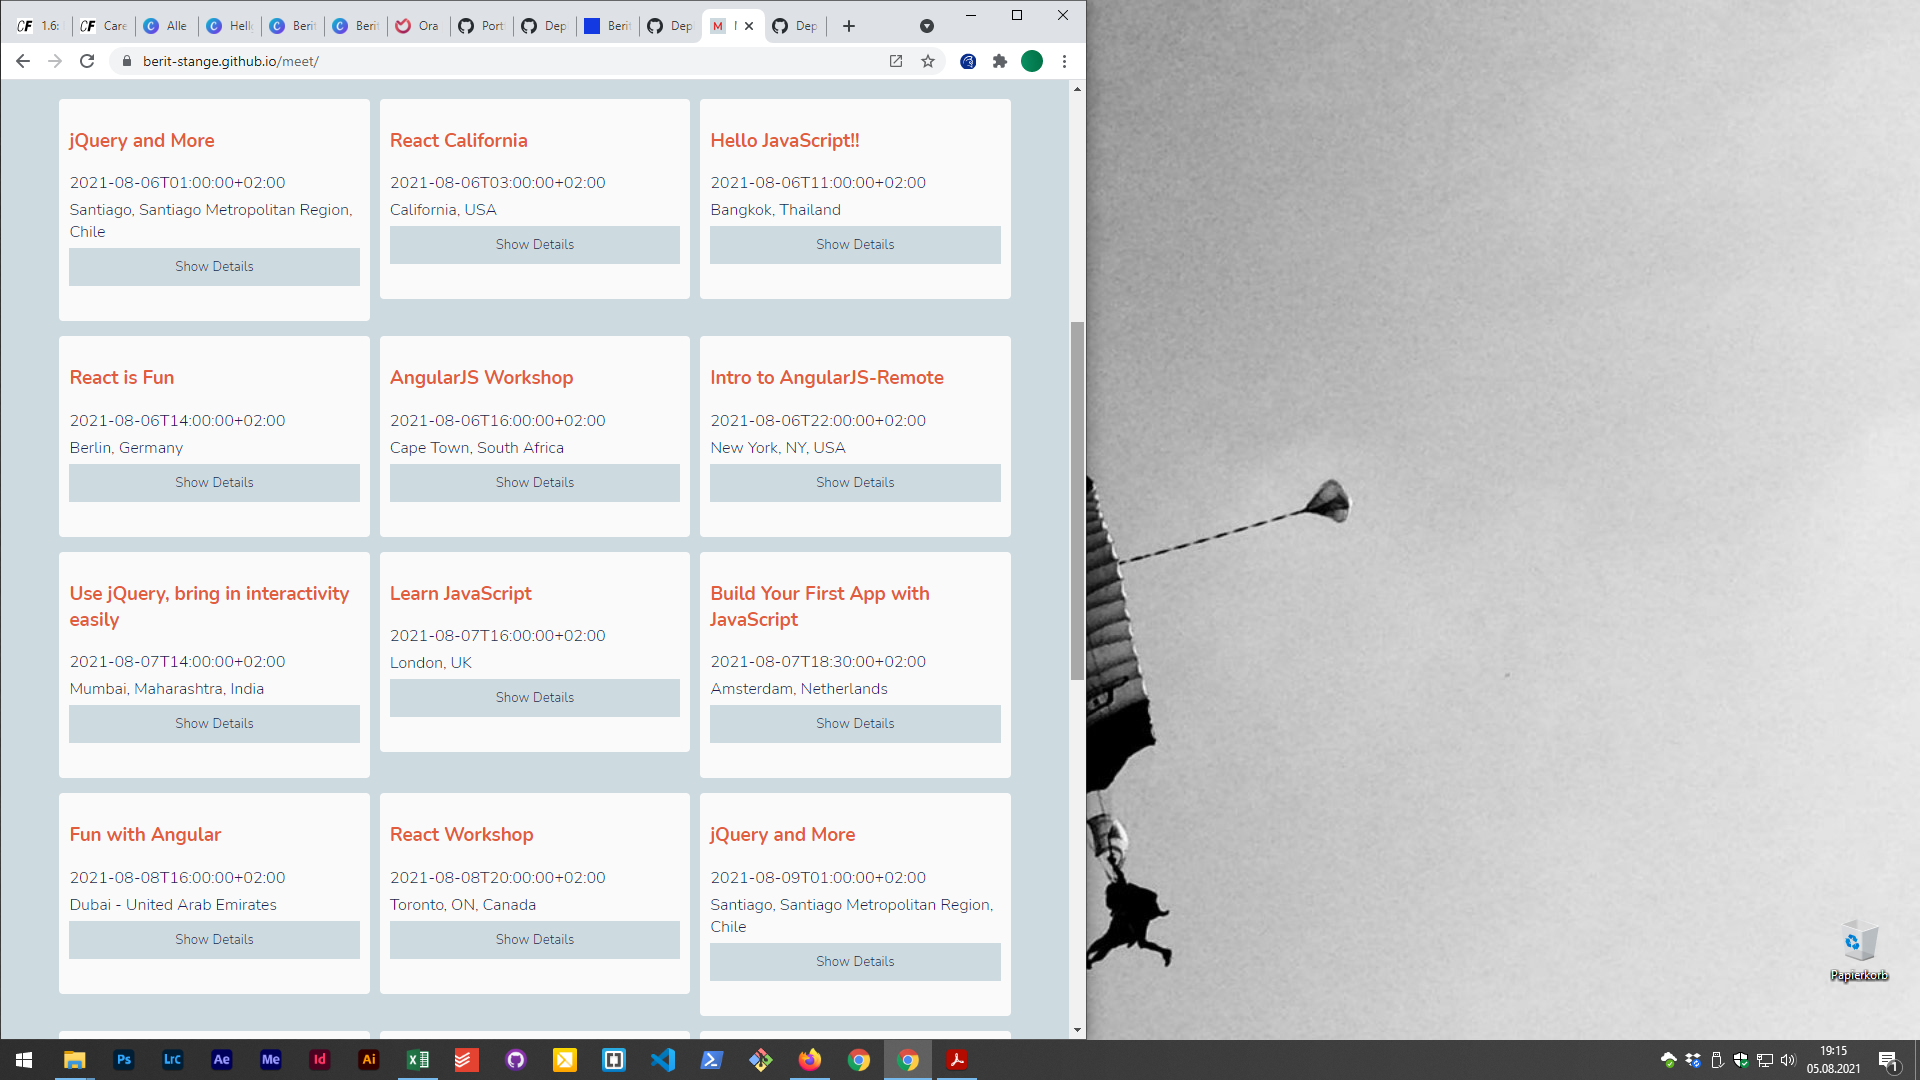 1.6:
Care
Alle
Hell
Berit
Berit
Ora
Port
Dep
Berit
Dep
Dep
berit-stange.github.io/meet/
jQuery and More
2021-08-06T01:00:00+02:00
Santiago, Santiago Metropolitan Region,
Chile
Show Details
React California
2021-08-06T03:00:00+02:00
California, USA
Show Details
Hello JavaScript!!
2021-08-06T11:00:00+02:00
Bangkok, Thailand
Show Details
React is Fun
2021-08-06T14:00:00+02:00
Berlin, Germany
Show Details
AngularJS Workshop
2021-08-06T16:00:00+02:00
Cape Town, South Africa
Show Details
Intro to AngularJS-Remote
2021-08-06T22:00:00+02:00
New York, NY, USA
Show Details
Use jQuery, bring in interactivity
easily
2021-08-07T14:00:00+02:00
Mumbai, Maharashtra, India
Show Details
Learn JavaScript
2021-08-07T16:00:00+02:00
London, UK
Show Details
Build Your First App with
JavaScript
2021-08-07T18:30:00+02:00
Amsterdam, Netherlands
Show Details
Fun with Angular
2021-08-08T16:00:00+02:00
Dubai - United Arab Emirates
Show Details
React Workshop
2021-08-08T20:00:00+02:00
Toronto, ON, Canada
Show Details
jQuery and More
2021-08-09T01:00:00+02:00
Santiago, Santiago Metropolitan Region,
Chile
Show Details
Papierkorb
Ps
Lrc
Ae
Me
Id
Ai
19:15
05.08.2021
1